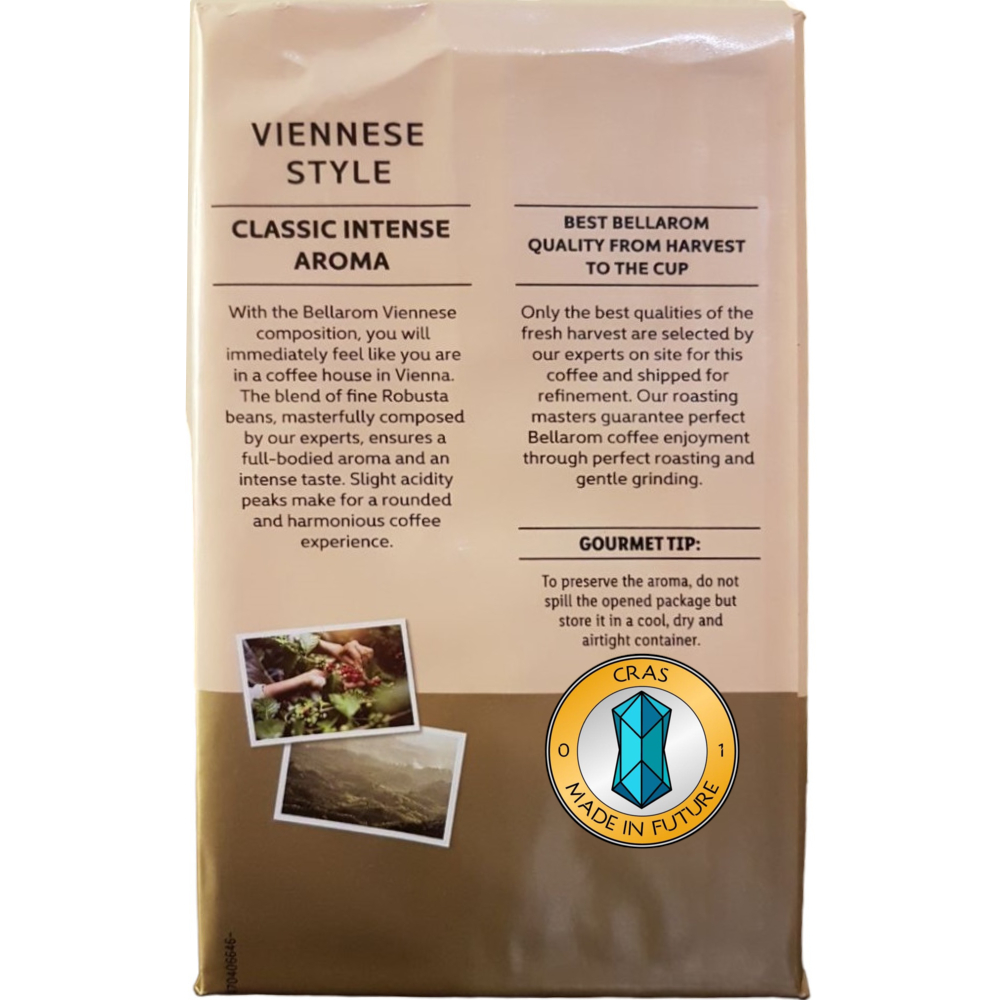 VIENNESE
STYLE
CLASSIC INTENSE
AROMA
With the Bellarom Viennese
composition, you will
immediately feel like you are
in a coffee house in Vienna.
The blend of fine Robusta
beans, masterfully composed
by our experts, ensures a
full-bodied aroma and an
intense taste. Slight acidity
peaks make for a rounded
and harmonious coffee
experience.
BEST BELLAROM
QUALITY FROM HARVEST
TO THE CUP
Only the best qualities of the
fresh harvest are selected by
our experts on site for this
coffee and shipped for
refinement. Our roasting
masters guarantee perfect
Bellarom coffee enjoyment
through perfect roasting and
gentle grinding.
GOURMET TIP:
To preserve the aroma, do not
spill the opened package but
store it in a cool, dry and
airtight container.
CRAS
0 1
MADE IN FUTURE